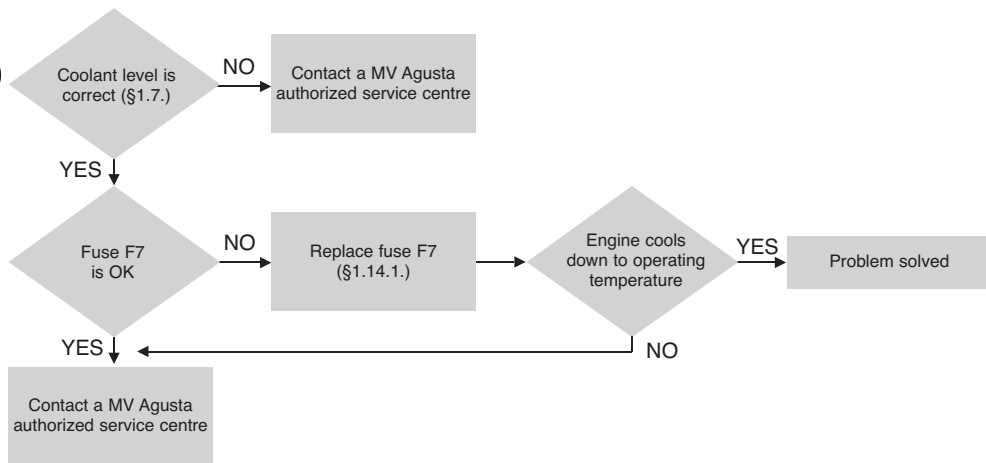 Coolant level is
correct (§1.7.)
NO
Contact a MV Agusta
authorized service centre
YES
Fuse F7
is OK
NO
Replace fuse F7
(§1.14.1.)
Engine cools
down to operating
temperature
YES
Problem solved
YES
NO
Contact a MV Agusta
authorized service centre